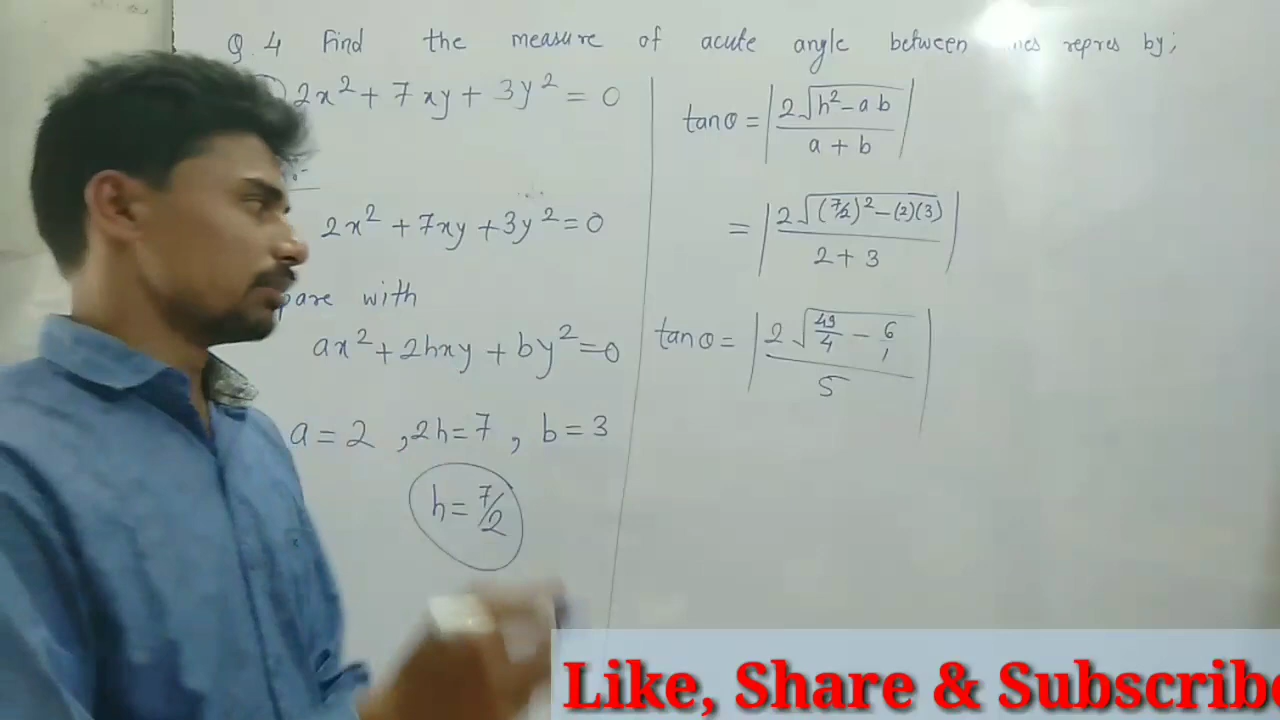 Q. 4 Find the measure of acute angle between repres by;
2x² + 7xy + 3y² = 0
2x² + 7xy + 3y² = 0
with
ax² + 2hxy + by² = 0
a = 2 , 2h = 7 , b = 3
h = 7/2
tanθ = | 2√(h² - ab) / (a + b) |
= | 2√((7/2)² - (2)(3)) / (2 + 3) |
tanθ = | 2√(49/4 - 6/1) / 5 |
Like, Share & Subscribe